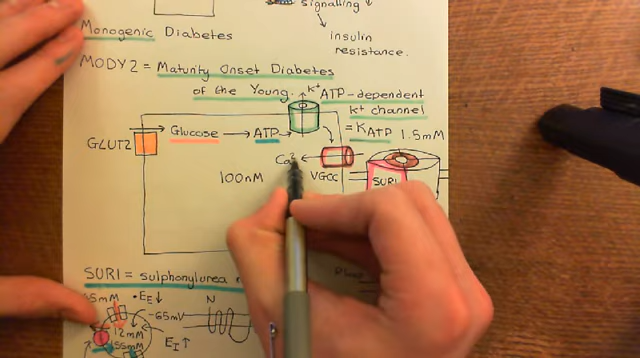 signalling ↓
Monogenic Diabetes
insulin
resistance.
MODY2 = Maturity Onset Diabetes
of the Young.
K+
ATP-dependent
K+ channel
= KATP
1.5mM
GLUT2
Glucose → ATP →
Ca2
100nM
VGCC
SUR1
SUR1 = sulphonylurea
EE↓
-65mV
N
12mM
EI↑
55mM